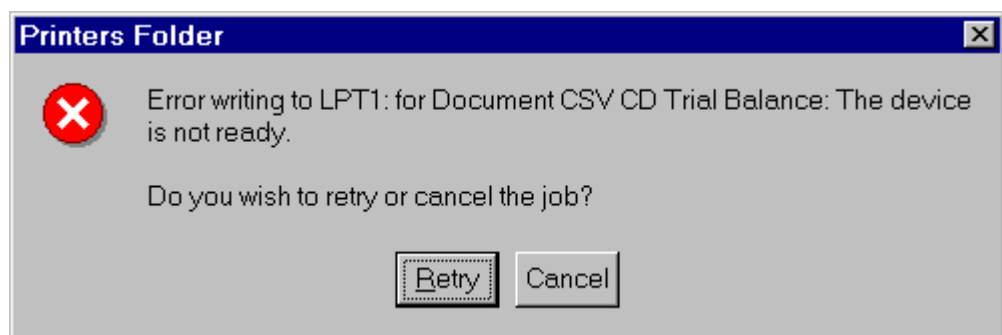 Printers Folder
Error writing to LPT1: for Document CSV CD Trial Balance: The device
is not ready.
Do you wish to retry or cancel the job?
Retry
Cancel